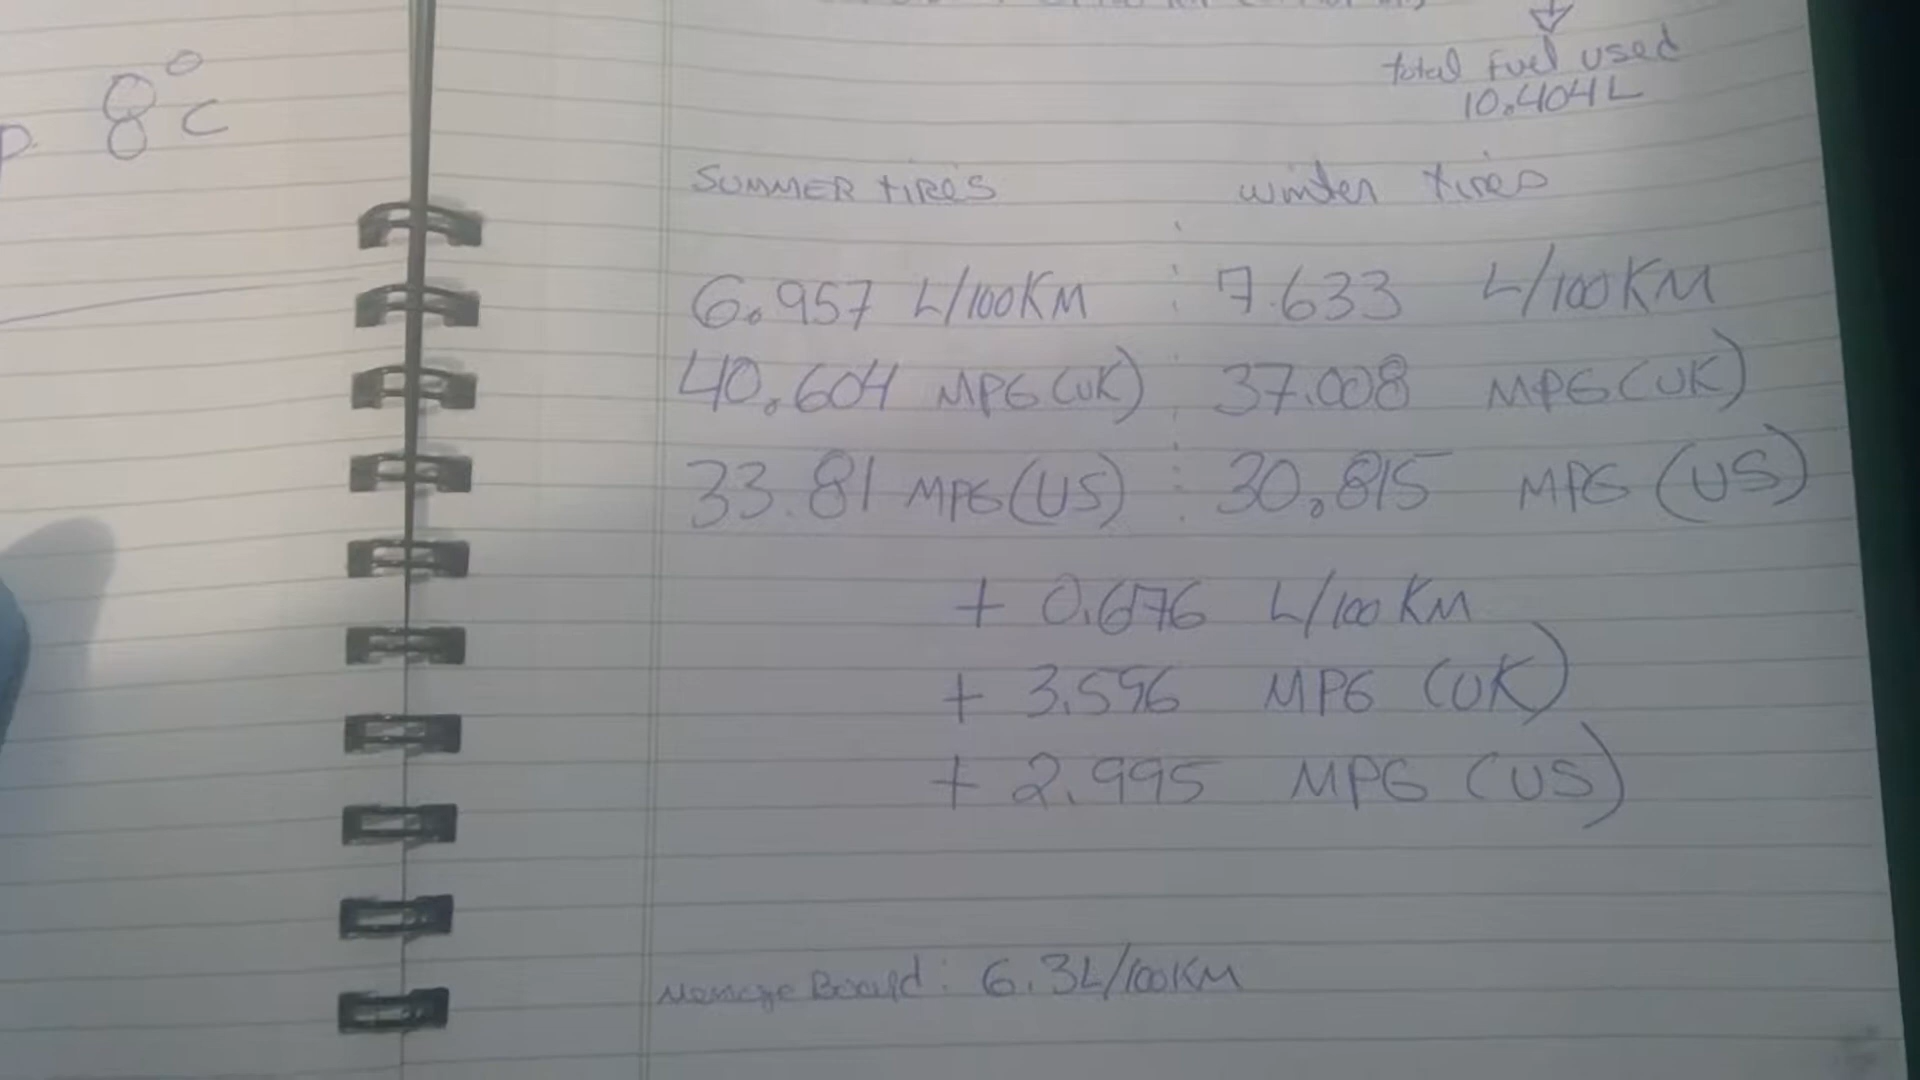 8°C
total fuel used
10.404L
SUMMER tires
winter tires
6.957 L/100KM : 7.633 L/100KM
40.604 MPG (UK) : 37.008 MPG (UK)
33.81 MPG (US) : 30.815 MPG (US)
+ 0.676 L/100KM
+ 3.596 MPG (UK)
+ 2.995 MPG (US)
Board: 6.3L/100KM